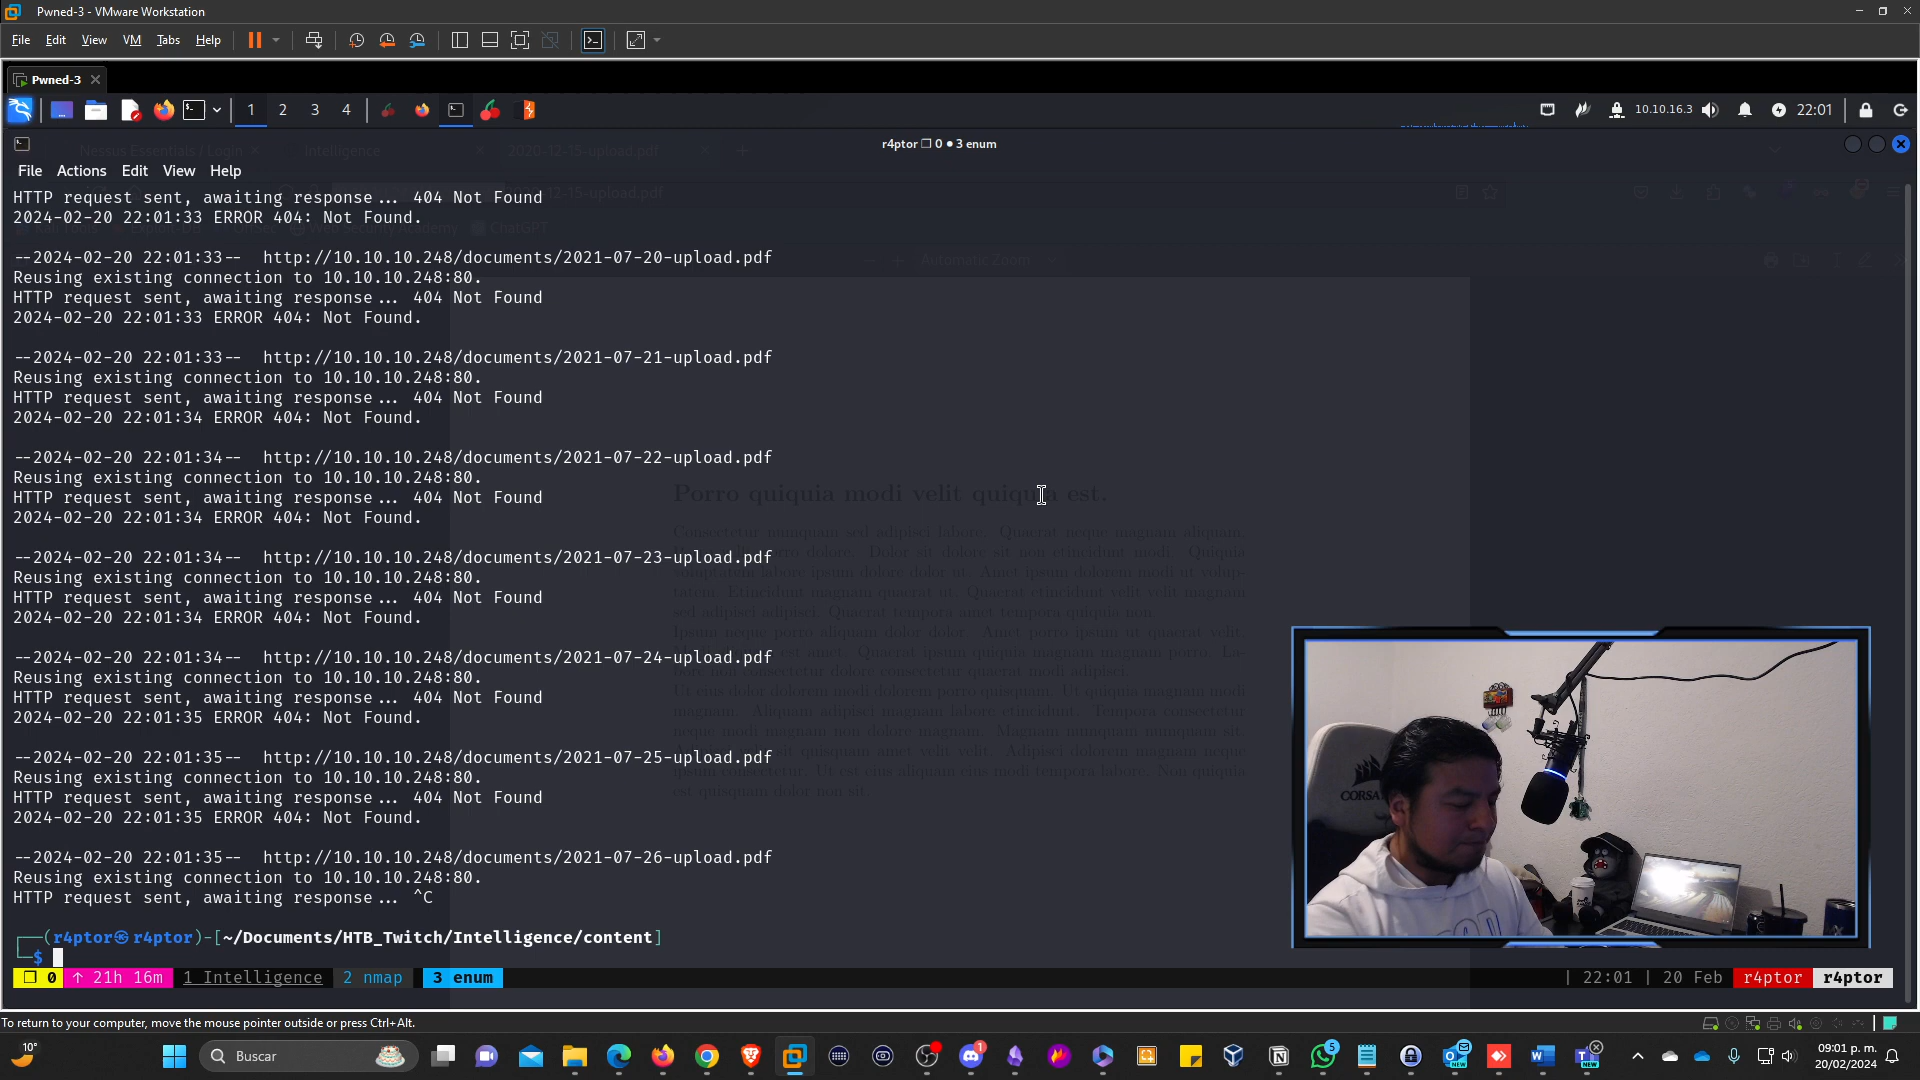 Pwned-3 - VMware Workstation
File Edit View VM Tabs Help
Pwned-3
1 2 3 4
10.10.16.3
22:01
Nessus Essentials / Login
Intelligence
2020-12-15-upload.pdf
r4ptor ❐ 0 ● 3 enum
File Actions Edit View Help
HTTP request sent, awaiting response... 404 Not Found
2024-02-20 22:01:33 ERROR 404: Not Found.
--2024-02-20 22:01:33-- http://10.10.10.248/documents/2021-07-20-upload.pdf
Reusing existing connection to 10.10.10.248:80.
HTTP request sent, awaiting response... 404 Not Found
2024-02-20 22:01:33 ERROR 404: Not Found.
--2024-02-20 22:01:33-- http://10.10.10.248/documents/2021-07-21-upload.pdf
Reusing existing connection to 10.10.10.248:80.
HTTP request sent, awaiting response... 404 Not Found
2024-02-20 22:01:34 ERROR 404: Not Found.
--2024-02-20 22:01:34-- http://10.10.10.248/documents/2021-07-22-upload.pdf
Reusing existing connection to 10.10.10.248:80.
HTTP request sent, awaiting response... 404 Not Found
2024-02-20 22:01:34 ERROR 404: Not Found.
--2024-02-20 22:01:34-- http://10.10.10.248/documents/2021-07-23-upload.pdf
Reusing existing connection to 10.10.10.248:80.
HTTP request sent, awaiting response... 404 Not Found
2024-02-20 22:01:34 ERROR 404: Not Found.
--2024-02-20 22:01:34-- http://10.10.10.248/documents/2021-07-24-upload.pdf
Reusing existing connection to 10.10.10.248:80.
HTTP request sent, awaiting response... 404 Not Found
2024-02-20 22:01:35 ERROR 404: Not Found.
--2024-02-20 22:01:35-- http://10.10.10.248/documents/2021-07-25-upload.pdf
Reusing existing connection to 10.10.10.248:80.
HTTP request sent, awaiting response... 404 Not Found
2024-02-20 22:01:35 ERROR 404: Not Found.
--2024-02-20 22:01:35-- http://10.10.10.248/documents/2021-07-26-upload.pdf
Reusing existing connection to 10.10.10.248:80.
HTTP request sent, awaiting response... ^C
Automatic Zoom
Porro quiquia modi velit quiquia est.
┌──(r4ptor㉿r4ptor)-[~/Documents/HTB_Twitch/Intelligence/content]
└─$
❐ 0 ↑ 21h 16m 1 Intelligence 2 nmap 3 enum | 22:01 | 20 Feb r4ptor r4ptor
To return to your computer, move the mouse pointer outside or press Ctrl+Alt.
10°
Buscar
09:01 p. m.
20/02/2024